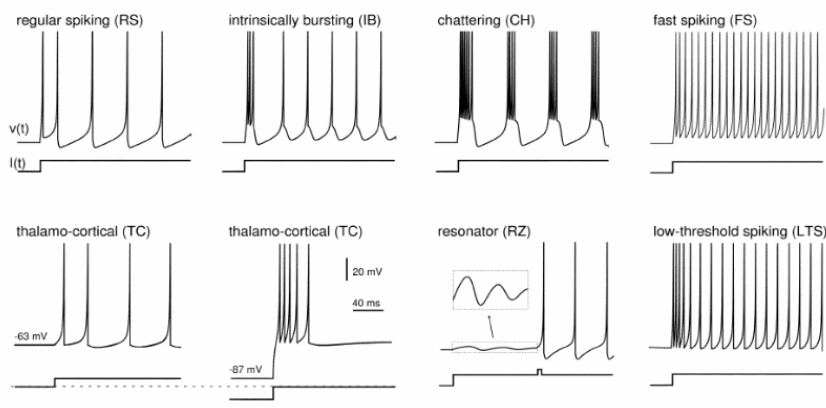 regular spiking (RS)
intrinsically bursting (IB)
chattering (CH)
fast spiking (FS)
v(t)
I(t)
thalamo-cortical (TC)
thalamo-cortical (TC)
resonator (RZ)
low-threshold spiking (LTS)
20 mV
40 ms
-63 mV
-87 mV